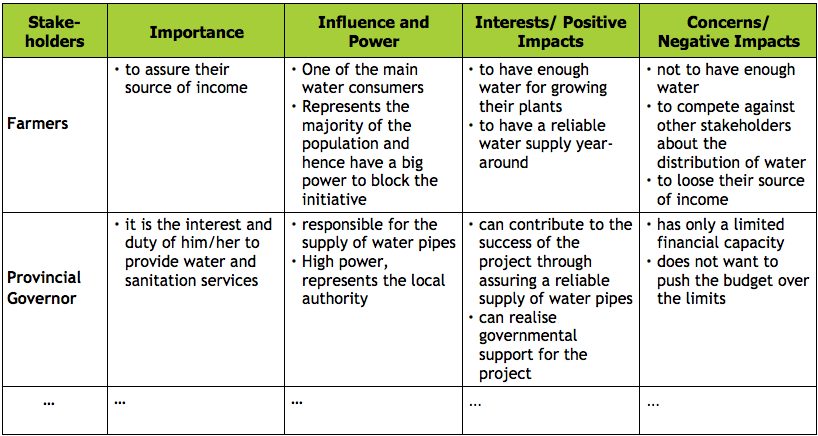 Stake-
holders
Importance
Influence and
Power
Interests/ Positive
Impacts
Concerns/
Negative Impacts
Farmers
• to assure their
source of income
• One of the main
water consumers
• Represents the
majority of the
population and
hence have a big
power to block the
initiative
• to have enough
water for growing
their plants
• to have a reliable
water supply year-
around
• not to have enough
water
• to compete against
other stakeholders
about the
distribution of water
• to loose their source
of income
Provincial
Governor
• it is the interest and
duty of him/her to
provide water and
sanitation services
• responsible for the
supply of water pipes
• High power,
represents the local
authority
• can contribute to the
success of the
project through
assuring a reliable
supply of water pipes
• can realise
governmental
support for the
project
• has only a limited
financial capacity
• does not want to
push the budget over
the limits
...
...
...
...
...